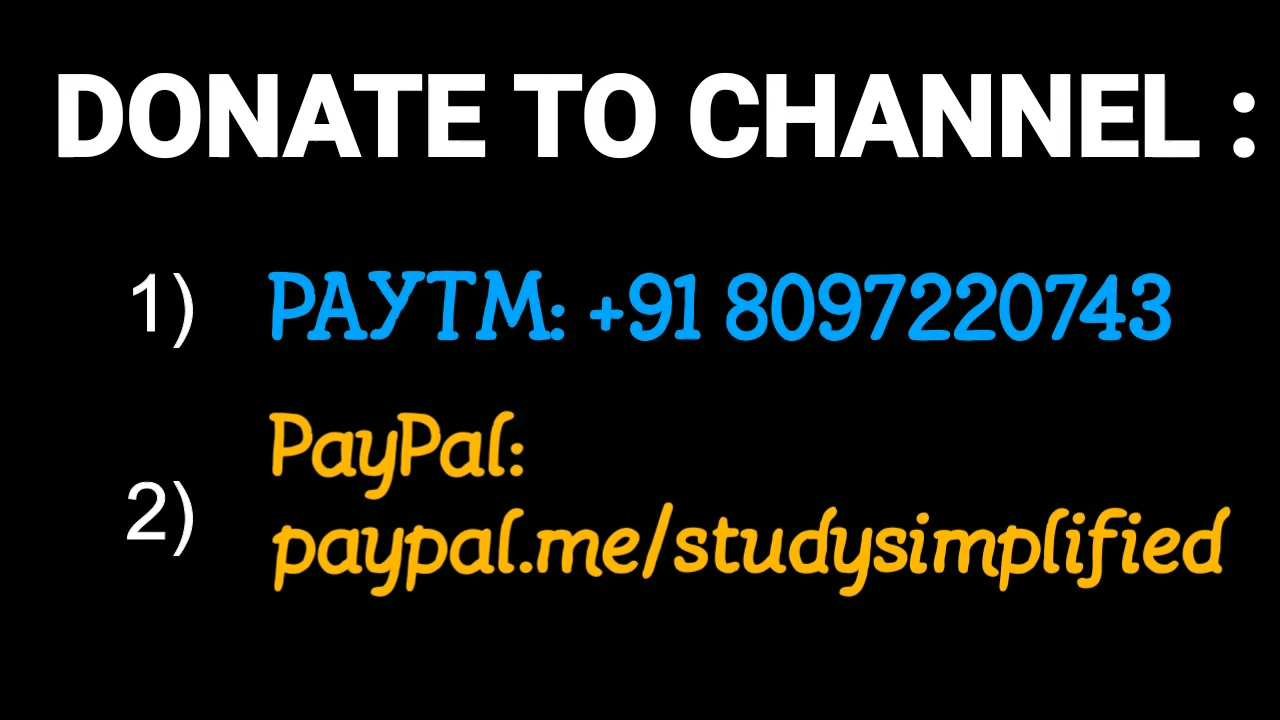 DONATE TO CHANNEL :
1) PAYTM: +91 8097220743
2) PayPal:
paypal.me/studysimplified